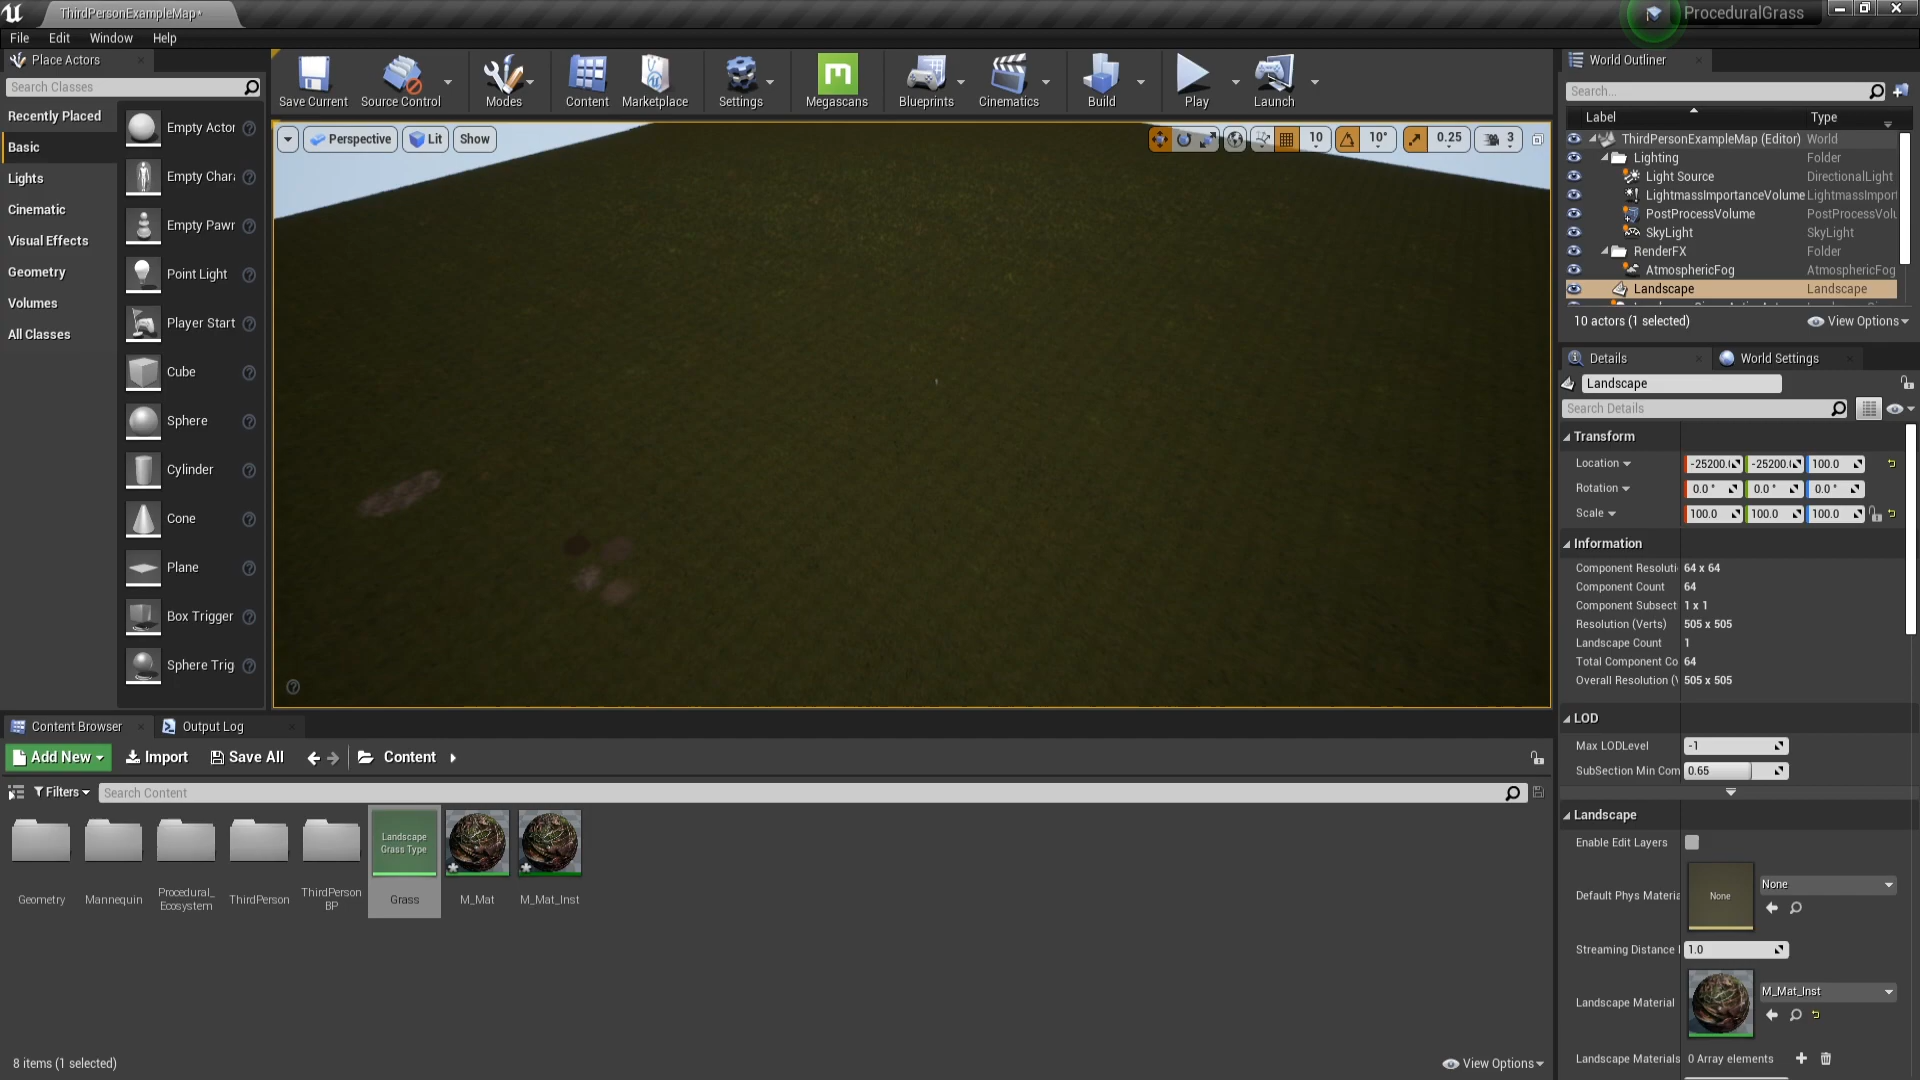 ThirdPersonExampleMap*
ProceduralGrass
File Edit Window Help
Place Actors
Search Classes
Recently Placed
Basic
Lights
Cinematic
Visual Effects
Geometry
Volumes
All Classes
Empty Actor
Empty Chara
Empty Pawn
Point Light
Player Start
Cube
Sphere
Cylinder
Cone
Plane
Box Trigger
Sphere Trig
Save Current
Source Control
Modes
Content
Marketplace
Settings
Megascans
Blueprints
Cinematics
Build
Play
Launch
Perspective
Lit
Show
10
10°
0.25
3
World Outliner
Search...
Label Type
ThirdPersonExampleMap (Editor) World
Lighting Folder
Light Source DirectionalLight
LightmassImportanceVolume LightmassImport
PostProcessVolume PostProcessVolu
SkyLight SkyLight
RenderFX Folder
AtmosphericFog AtmosphericFog
Landscape Landscape
10 actors (1 selected)
View Options
Details
World Settings
Landscape
Search Details
Transform
Location -25200.0 -25200.0 100.0
Rotation 0.0 ° 0.0 ° 0.0 °
Scale 100.0 100.0 100.0
Information
Component Resoluti 64 x 64
Component Count 64
Component Subsect 1 x 1
Resolution (Verts) 505 x 505
Landscape Count 1
Total Component Co 64
Overall Resolution (V 505 x 505
LOD
Max LODLevel -1
SubSection Min Com 0.65
Landscape
Enable Edit Layers
Default Phys Materia None None
Streaming Distance 1.0
Landscape Material M_Mat_Inst
Landscape Materials 0 Array elements
Content Browser
Output Log
Add New
Import
Save All
Content
Filters
Search Content
Geometry
Mannequin
Procedural_
Ecosystem
ThirdPerson
ThirdPerson
BP
Landscape
Grass Type
Grass
M_Mat
M_Mat_Inst
8 items (1 selected)
View Options